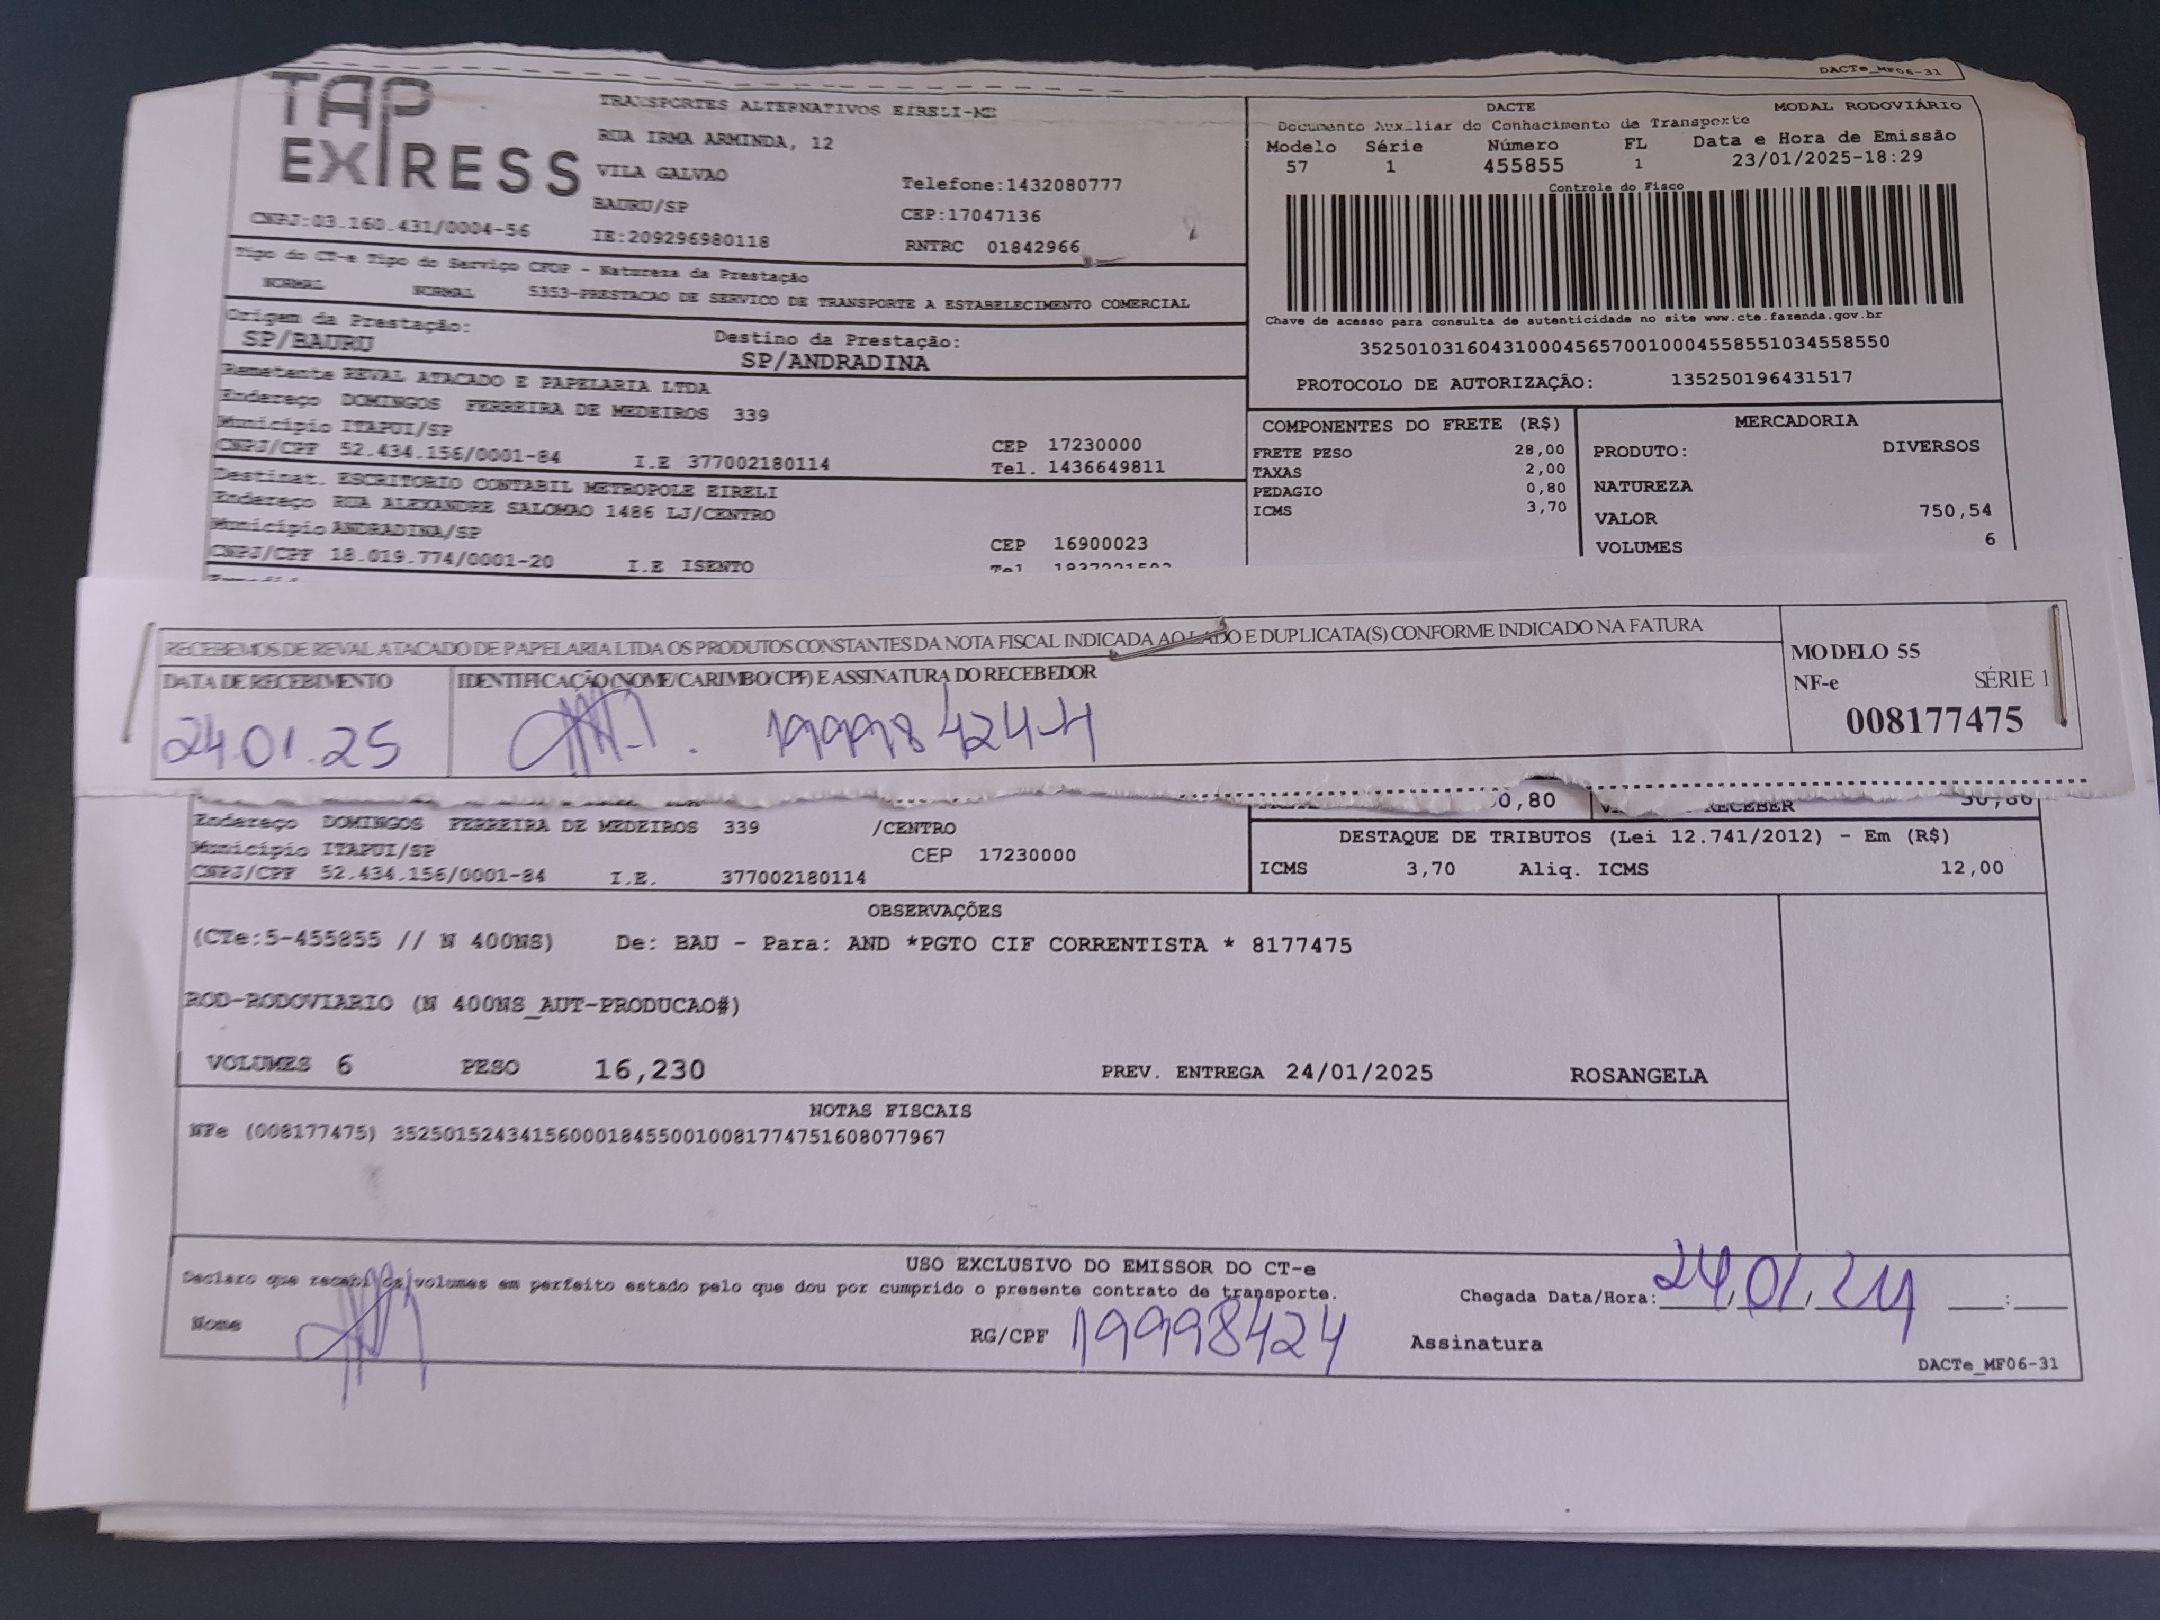 DACTe_MF06-31
TAP EXPRESS
TRANSPORTES ALTERNATIVOS EIRELI-ME
RUA IRMA ARMINDA, 12
VILA GALVAO
Telefone:1432080777
BAURU/SP
CEP:17047136
CNPJ:03.160.431/0004-56
IE:209296980118
RNTRC 01842966
DACTE MODAL RODOVIÁRIO
Documento Auxiliar do Conhecimento de Transporte
Modelo Série Número FL Data e Hora de Emissão
57 1 455855 1 23/01/2025-18:29
Controle do Fisco
Chave de acesso para consulta de autenticidade no site www.cte.fazenda.gov.br
35250103160431000456570010004558551034558550
PROTOCOLO DE AUTORIZAÇÃO: 135250196431517
Tipo do CT-e Tipo do Serviço CFOP - Natureza da Prestação
NORMAL NORMAL 5353-PRESTACAO DE SERVICO DE TRANSPORTE A ESTABELECIMENTO COMERCIAL
Origem da Prestação: Destino da Prestação:
SP/BAURU SP/ANDRADINA
Remetente REVAL ATACADO E PAPELARIA LTDA
Endereço DOMINGOS FERREIRA DE MEDEIROS 339
Município ITAPUI/SP CEP 17230000
CNPJ/CPF 52.434.156/0001-84 I.E 377002180114 Tel. 1436649811
Destinat. ESCRITORIO CONTABIL METROPOLE EIRELI
Endereço RUA ALEXANDRE SALOMAO 1486 LJ/CENTRO
Município ANDRADINA/SP CEP 16900023
CNPJ/CPF 18.019.774/0001-20 I.E ISENTO
COMPONENTES DO FRETE (R$)
FRETE PESO 28,00
TAXAS 2,00
PEDAGIO 0,80
ICMS 3,70
MERCADORIA
PRODUTO: DIVERSOS
NATUREZA
VALOR 750,54
VOLUMES 6
RECEBEMOS DE REVAL ATACADO DE PAPELARIA LTDA OS PRODUTOS CONSTANTES DA NOTA FISCAL INDICADA AO LADO E DUPLICATA(S) CONFORME INDICADO NA FATURA
DATA DE RECEBIMENTO IDENTIFICAÇÃO (NOME/CARIMBO/CPF) E ASSINATURA DO RECEBEDOR
24.01.25 19998424-4
MODELO 55
NF-e SÉRIE 1
008177475
0,80 RECEBER
Endereço DOMINGOS FERREIRA DE MEDEIROS 339 /CENTRO
Município ITAPUI/SP CEP 17230000
CNPJ/CPF 52.434.156/0001-84 I.E. 377002180114
DESTAQUE DE TRIBUTOS (Lei 12.741/2012) - Em (R$)
ICMS 3,70 Aliq. ICMS 12,00
OBSERVAÇÕES
(CTe:5-455855 // N 400NS) De: BAU - Para: AND *PGTO CIF CORRENTISTA * 8177475
ROD-RODOVIARIO (N 400NS_AUT-PRODUCAO#)
VOLUMES 6 PESO 16,230 PREV. ENTREGA 24/01/2025 ROSANGELA
NOTAS FISCAIS
NFe (008177475) 35250152434156000184550010081774751608077967
USO EXCLUSIVO DO EMISSOR DO CT-e
Declaro que recebi os volumes em perfeito estado pelo que dou por cumprido o presente contrato de transporte.
Chegada Data/Hora: 24/01/24 __:__
Nome RG/CPF 19998424 Assinatura
DACTe_MF06-31